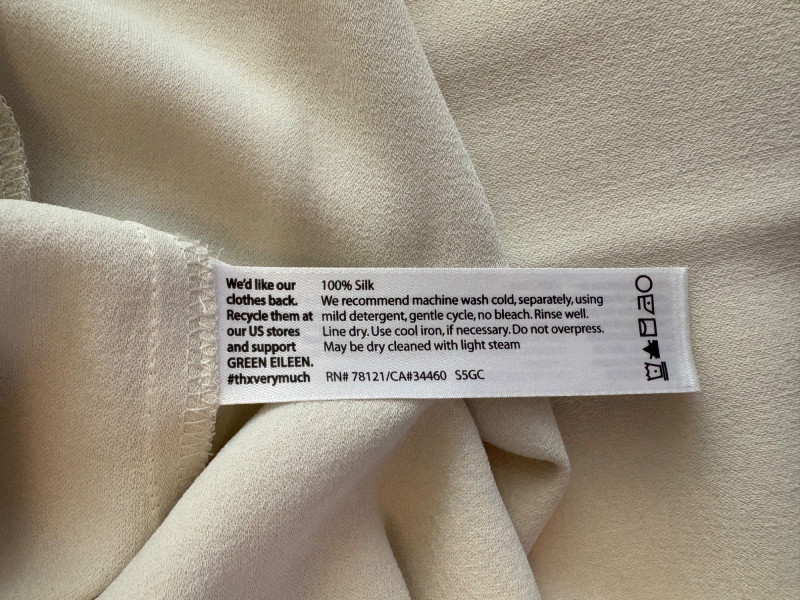 We'd like our
clothes back.
Recycle them at
our US stores
and support
GREEN EILEEN.
#thxverymuch
100% Silk
We recommend machine wash cold, separately, using
mild detergent, gentle cycle, no bleach. Rinse well.
Line dry. Use cool iron, if necessary. Do not overpress.
May be dry cleaned with light steam
RN# 78121/CA#34460 S5GC